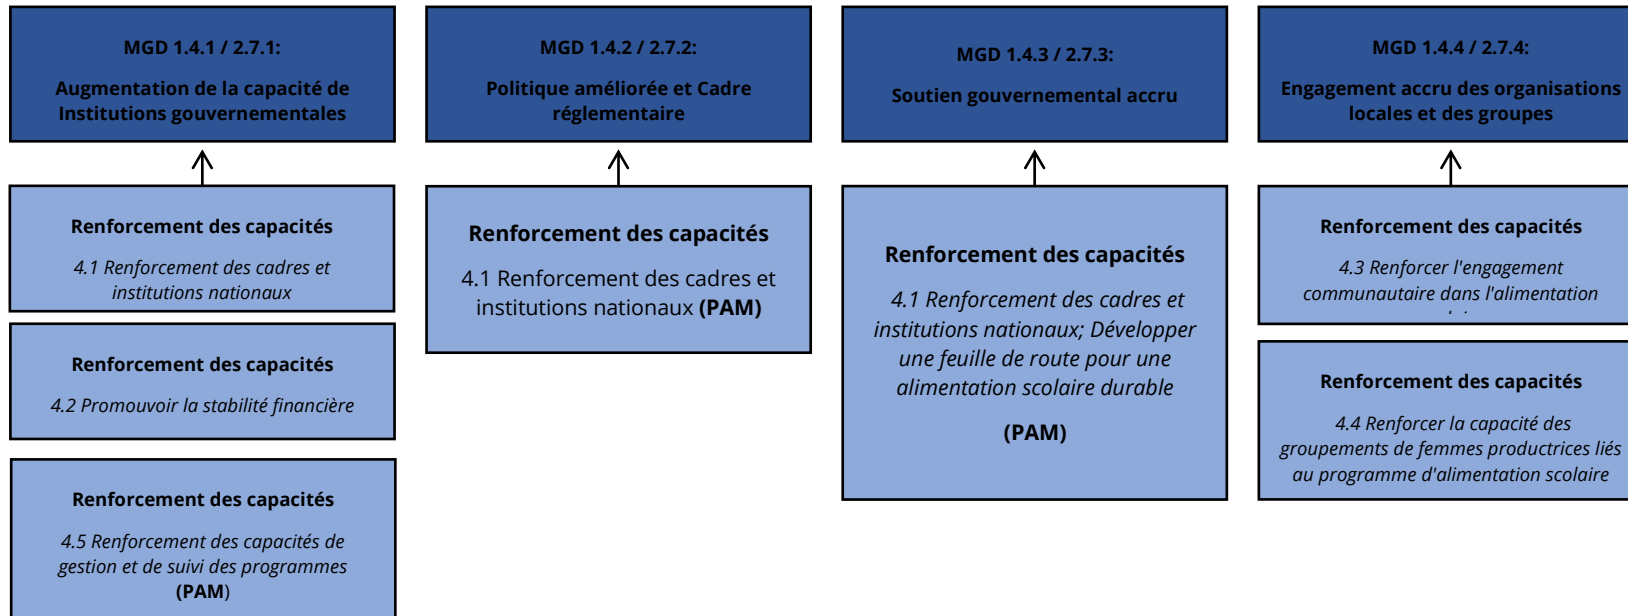 MGD 1.4.1 / 2.7.1:
Augmentation de la capacité de
Institutions gouvernementales
MGD 1.4.2 / 2.7.2:
Politique améliorée et Cadre
réglementaire
MGD 1.4.3 / 2.7.3:
Soutien gouvernemental accru
MGD 1.4.4 / 2.7.4:
Engagement accru des organisations
locales et des groupes
Renforcement des capacités
4.1 Renforcement des cadres et
institutions nationaux
Renforcement des capacités
4.2 Promouvoir la stabilité financière
Renforcement des capacités
4.5 Renforcement des capacités de
gestion et de suivi des programmes
(PAM)
Renforcement des capacités
4.1 Renforcement des cadres et
institutions nationaux (PAM)
Renforcement des capacités
4.1 Renforcement des cadres et
institutions nationaux; Développer
une feuille de route pour une
alimentation scolaire durable
(PAM)
Renforcement des capacités
4.3 Renforcer l'engagement
communautaire dans l'alimentation
Renforcement des capacités
4.4 Renforcer la capacité des
groupements de femmes productrices liés
au programme d'alimentation scolaire